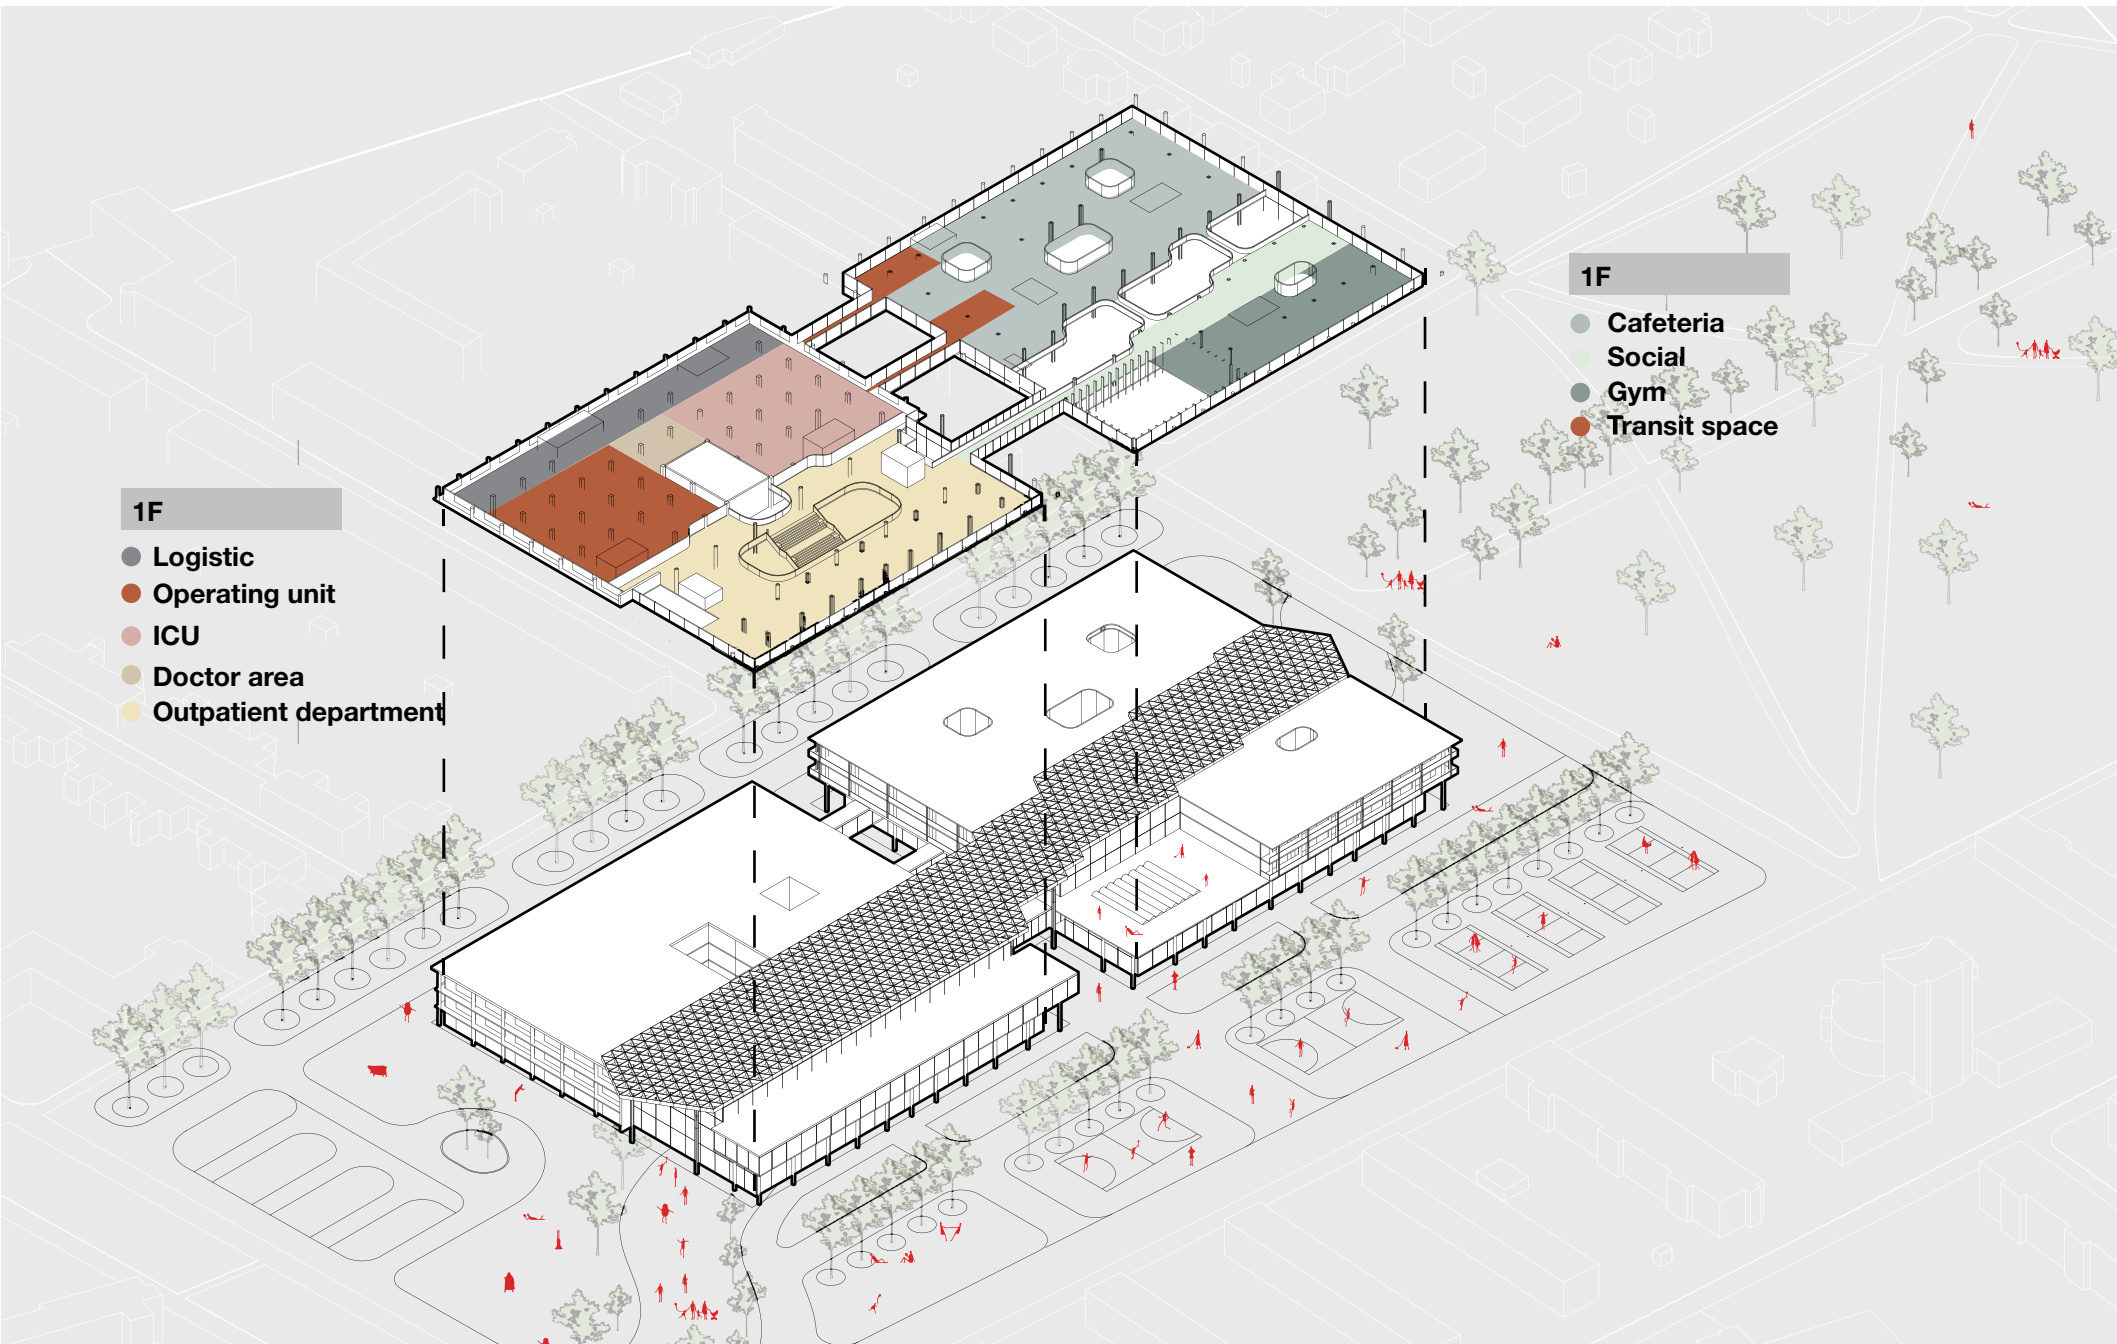 1F
Logistic
Operating unit
ICU
Doctor area
Outpatient department
1F
Cafeteria
Social
Gym
Transit space